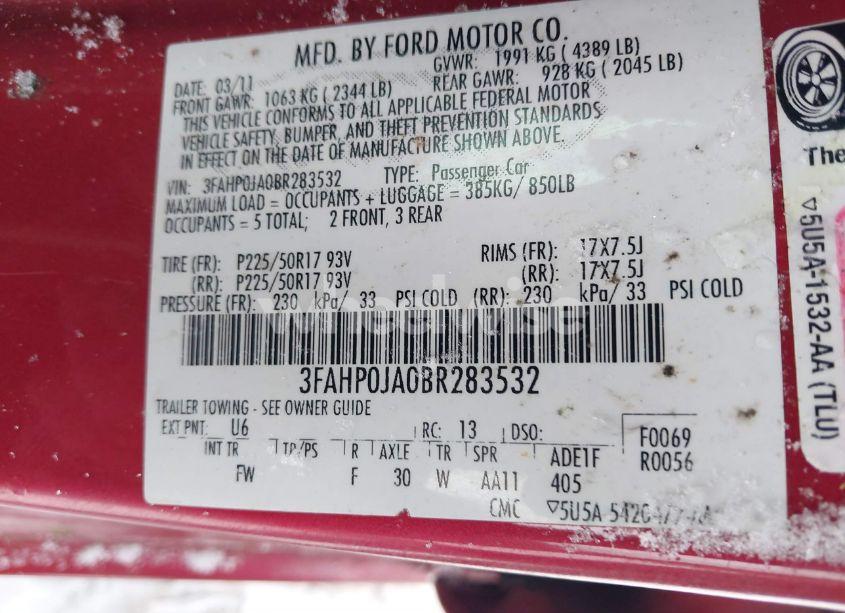 MFD. BY FORD MOTOR CO.
DATE: 03/11 GVWR: 1991 KG ( 4389 LB)
FRONT GAWR: 1063 KG ( 2344 LB) REAR GAWR: 928 KG ( 2045 LB)
THIS VEHICLE CONFORMS TO ALL APPLICABLE FEDERAL MOTOR
VEHICLE SAFETY, BUMPER, AND THEFT PREVENTION STANDARDS
IN EFFECT ON THE DATE OF MANUFACTURE SHOWN ABOVE.
VIN: 3FAHP0JA0BR283532 TYPE: Passenger Car
MAXIMUM LOAD = OCCUPANTS + LUGGAGE = 385KG/ 850LB
OCCUPANTS = 5 TOTAL; 2 FRONT, 3 REAR
TIRE (FR): P225/50R17 93V RIMS (FR): 17X7.5J
(RR): P225/50R17 93V (RR): 17X7.5J
PRESSURE (FR): 230 kPa/ 33 PSI COLD (RR): 230 kPa/ 33 PSI COLD
wheelwise
3FAHP0JA0BR283532
TRAILER TOWING - SEE OWNER GUIDE
EXT PNT: U6 RC: 13 DSO: F0069
INT TR TP/PS R AXLE TR SPR ADE1F R0056
FW F 30 W AA11 405
CMC ▽5U5A
The
▽5U5A-1532-AA (TLU)